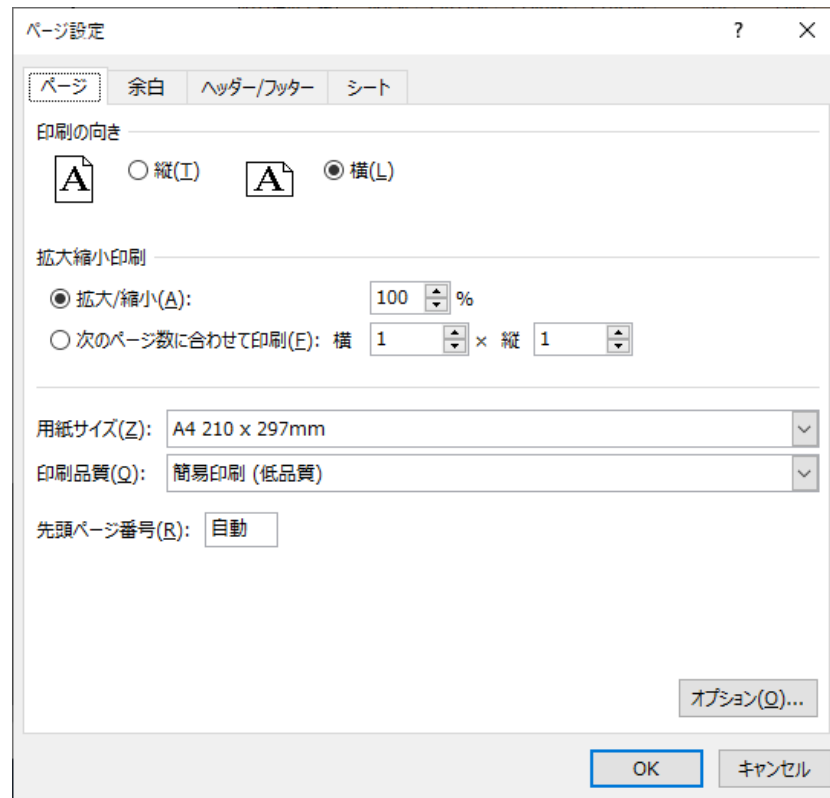 ページ設定 ? ×
ページ 余白 ヘッダー/フッター シート
印刷の向き
A 縦(T) A 横(L)
拡大縮小印刷
拡大/縮小(A): 100 %
次のページ数に合わせて印刷(F): 横 1 × 縦 1
用紙サイズ(Z): A4 210 x 297mm
印刷品質(Q): 簡易印刷 (低品質)
先頭ページ番号(R): 自動
オプション(O)...
OK キャンセル